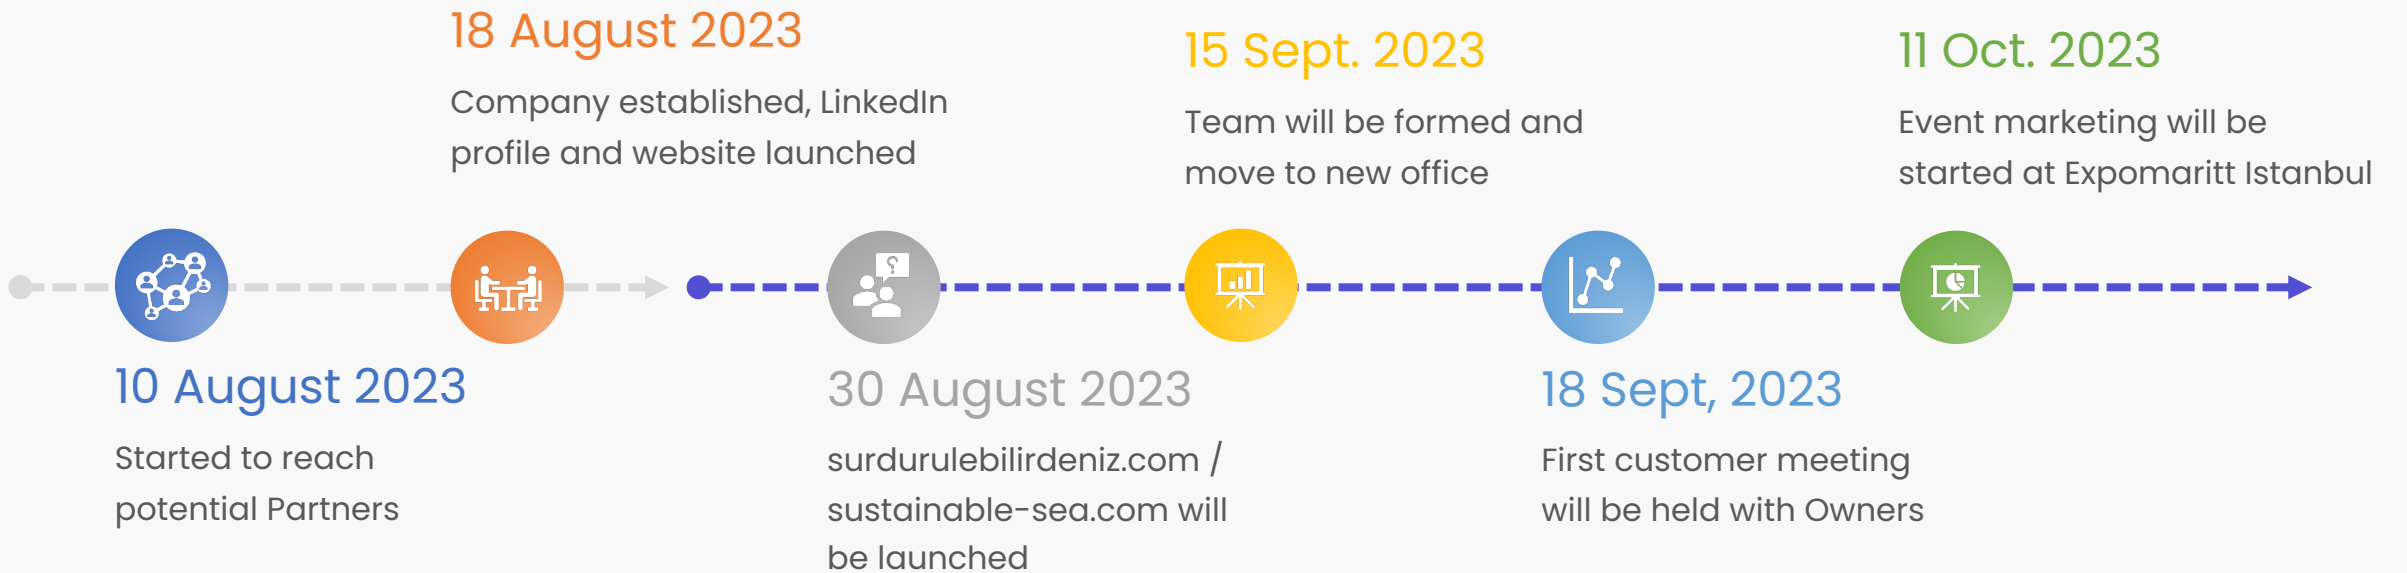 10 August 2023
Started to reach
potential Partners
18 August 2023
Company established, LinkedIn
profile and website launched
30 August 2023
surdurulebilirdeniz.com /
sustainable-sea.com will
be launched
15 Sept. 2023
Team will be formed and
move to new office
18 Sept, 2023
First customer meeting
will be held with Owners
11 Oct. 2023
Event marketing will be
started at Expomaritt Istanbul